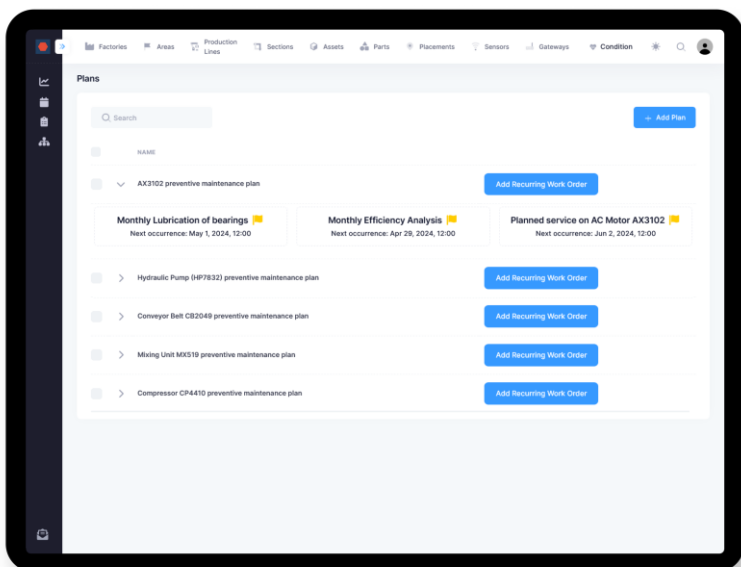 Factories Areas Production Lines Sections Assets Parts Placements Sensors Gateways Condition
Plans
Search
+ Add Plan
NAME
AX3102 preventive maintenance plan
Add Recurring Work Order
Monthly Lubrication of bearings
Next occurrence: May 1, 2024, 12:00
Monthly Efficiency Analysis
Next occurrence: Apr 29, 2024, 12:00
Planned service on AC Motor AX3103
Next occurrence: Jun 2, 2024, 12:00
Hydraulic Pump (HP7832) preventive maintenance plan
Add Recurring Work Order
Conveyor Belt CB2049 preventive maintenance plan
Add Recurring Work Order
Mixing Unit MX519 preventive maintenance plan
Add Recurring Work Order
Compressor CP4410 preventive maintenance plan
Add Recurring Work Order